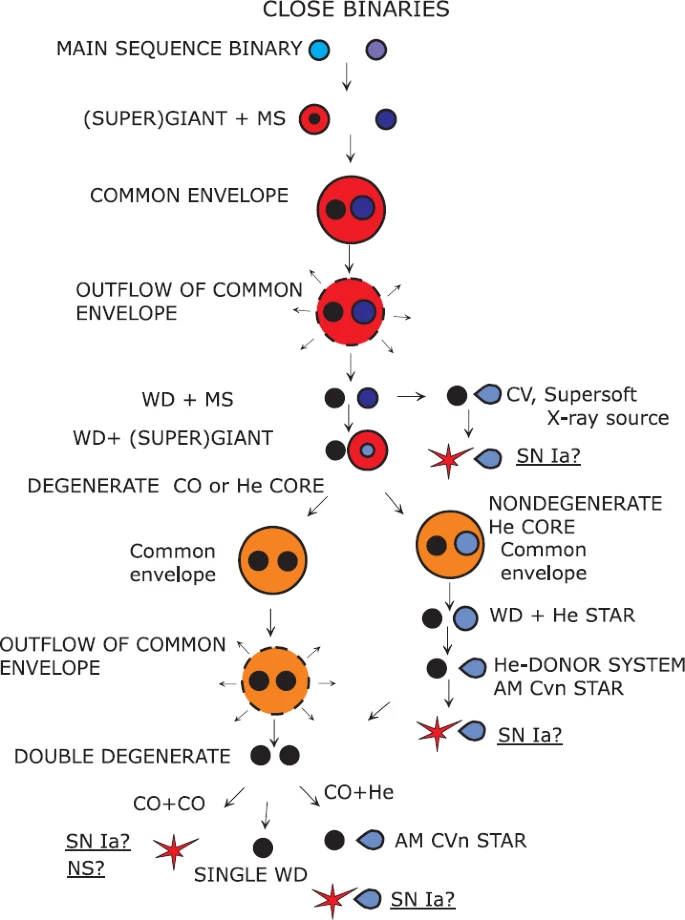 CLOSE BINARIES
MAIN SEQUENCE BINARY
(SUPER)GIANT + MS
COMMON ENVELOPE
OUTFLOW OF COMMON
ENVELOPE
WD + MS
CV, Supersoft
X-ray source
WD+ (SUPER)GIANT
SN Ia?
DEGENERATE CO or He CORE
NONDEGENERATE
He CORE
Common
envelope
Common
envelope
WD + He STAR
OUTFLOW OF COMMON
ENVELOPE
He-DONOR SYSTEM
AM Cvn STAR
SN Ia?
DOUBLE DEGENERATE
CO+CO
CO+He
SN Ia?
NS?
SINGLE WD
AM CVn STAR
SN Ia?